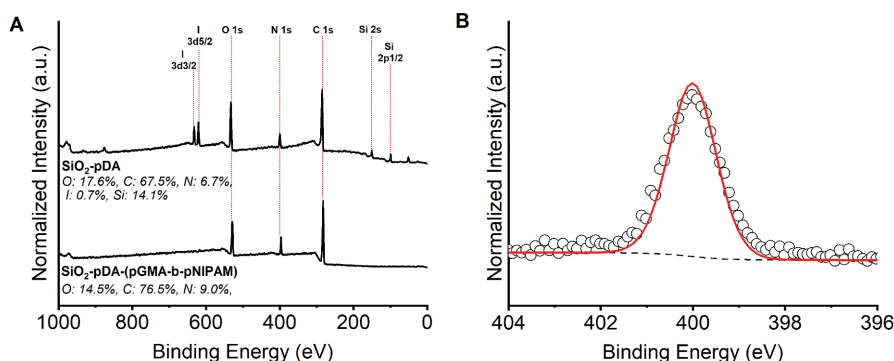 A
B
I
3d5/2
O 1s
N 1s
C 1s
Si 2s
I
3d3/2
Si
2p1/2
Normalized Intensity (a.u.)
SiO2-pDA
O: 17.6%, C: 67.5%, N: 6.7%,
I: 0.7%, Si: 14.1%
SiO2-pDA-(pGMA-b-pNIPAM)
O: 14.5%, C: 76.5%, N: 9.0%,
1000 800 600 400 200 0
Binding Energy (eV)
Normalized Intensity (a.u.)
404 402 400 398 396
Binding Energy (eV)